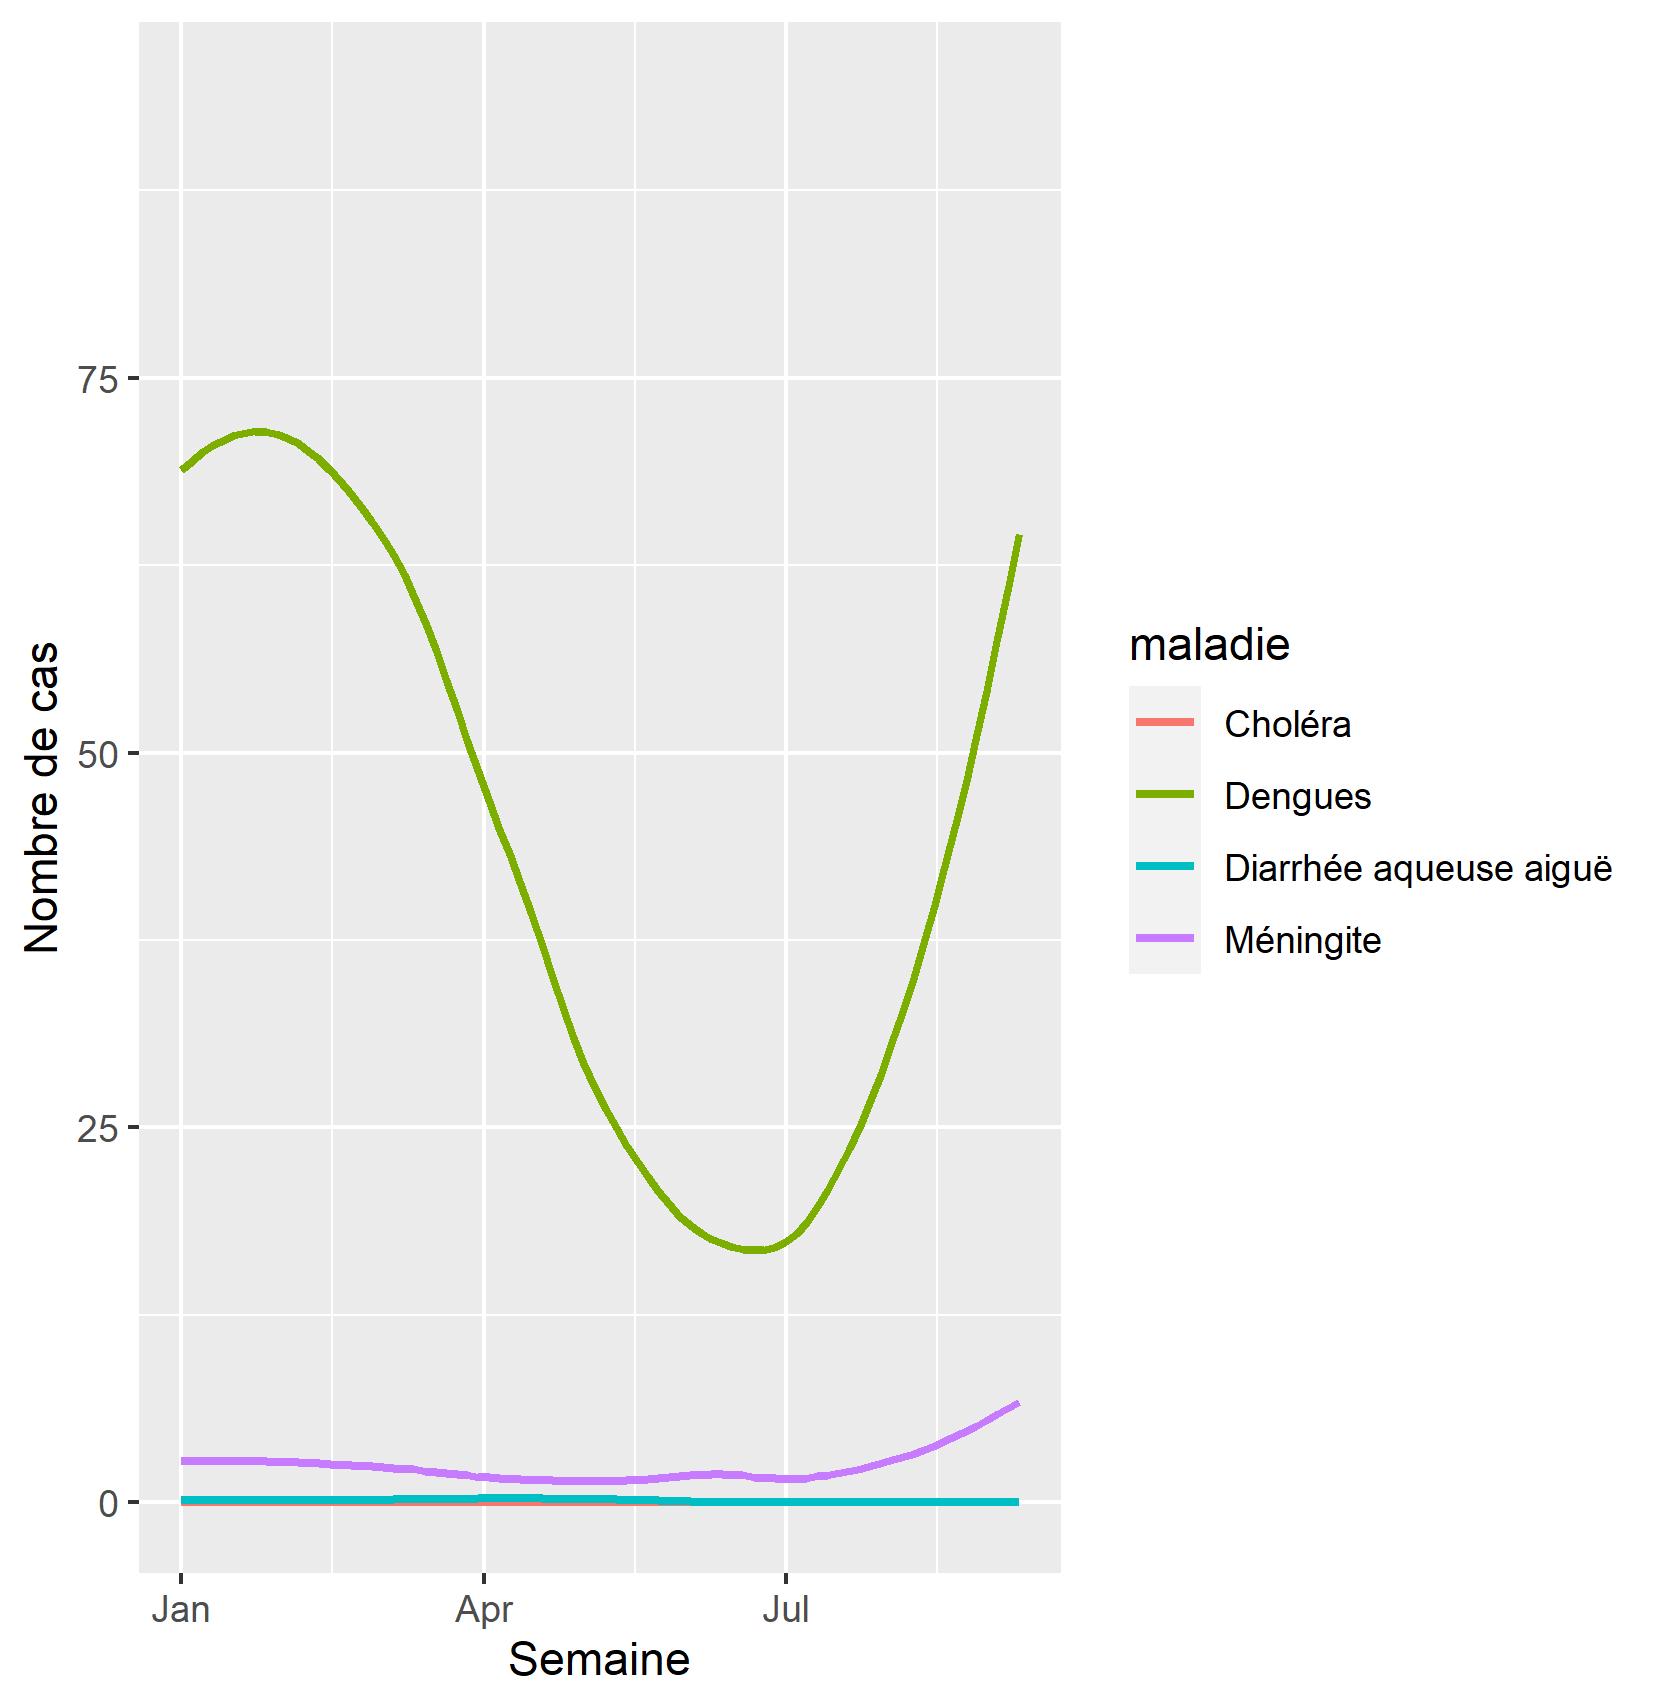 Nombre de cas
75
50
25
0
Jan Apr Jul
Semaine
maladie
Choléra
Dengues
Diarrhée aqueuse aiguë
Méningite